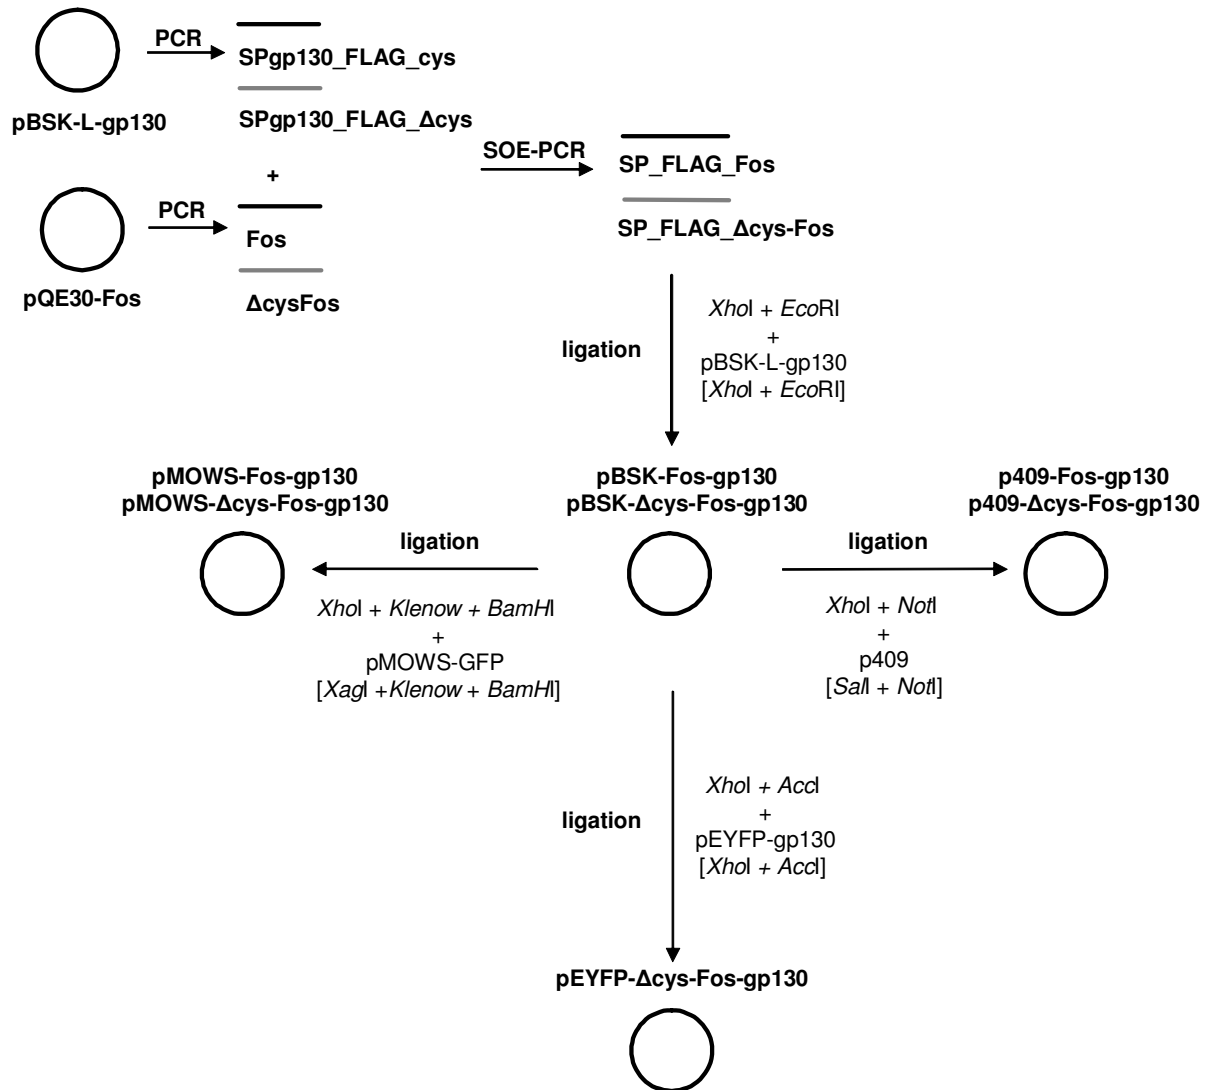 PCR
SPgp130_FLAG_cys
pBSK-L-gp130
SPgp130_FLAG_Δcys
+
SOE-PCR
SP_FLAG_Fos
SP_FLAG_Δcys-Fos
PCR
Fos
pQE30-Fos
ΔcysFos
ligation
XhoI + EcoRI
+
pBSK-L-gp130
[XhoI + EcoRI]
pMOWS-Fos-gp130
pMOWS-Δcys-Fos-gp130
pBSK-Fos-gp130
pBSK-Δcys-Fos-gp130
p409-Fos-gp130
p409-Δcys-Fos-gp130
ligation
XhoI + Klenow + BamHI
+
pMOWS-GFP
[XagI +Klenow + BamHI]
ligation
XhoI + NotI
+
p409
[SalI + NotI]
ligation
XhoI + AccI
+
pEYFP-gp130
[XhoI + AccI]
pEYFP-Δcys-Fos-gp130